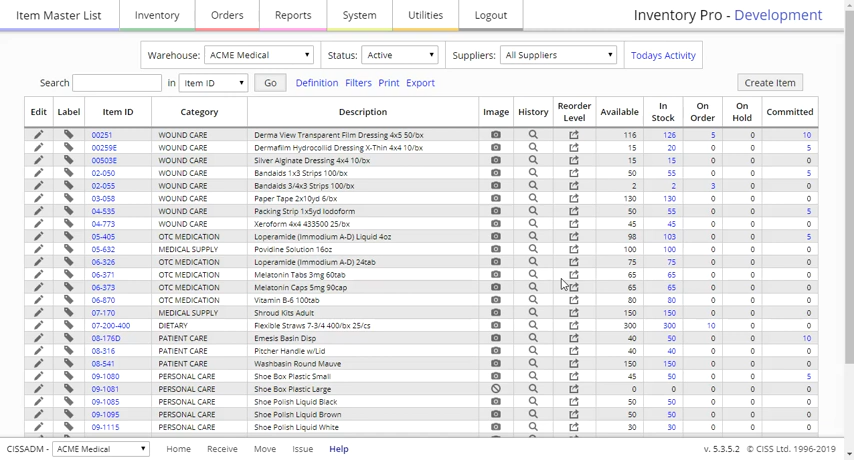 Item Master List Inventory Orders Reports System Utilities Logout Inventory Pro - Development
Warehouse: ACME Medical Status: Active Suppliers: All Suppliers Todays Activity
Search in Item ID Go Definition Filters Print Export Create Item
Edit Label Item ID Category Description Image History Reorder Level Available In Stock On Order On Hold Committed
00251 WOUND CARE Derma View Transparent Film Dressing 4x5 50/bx 116 126 5 0 10
00259E WOUND CARE Dermafilm Hydrocollid Dressing X-Thin 4x4 10/bx 15 20 0 0 5
00503E WOUND CARE Silver Alginate Dressing 4x4 10/bx 15 15 0 0 0
02-050 WOUND CARE Bandaids 1x3 Strips 100/bx 50 55 0 0 5
02-055 WOUND CARE Bandaids 3/4x3 Strips 100/bx 2 2 3 0 0
03-058 WOUND CARE Paper Tape 2x10yd 6/bx 130 130 0 0 0
04-535 WOUND CARE Packing Strip 1x5yd Iodoform 50 55 0 0 5
04-773 WOUND CARE Xeroform 4x4 433500 25/bx 45 45 0 0 0
05-405 OTC MEDICATION Loperamide (Immodium A-D) Liquid 4oz 98 103 0 0 5
05-632 MEDICAL SUPPLY Povidine Solution 16oz 100 100 0 0 0
06-326 OTC MEDICATION Loperamide (Immodium A-D) 24tab 75 75 0 0 0
06-371 OTC MEDICATION Melatonin Tabs 3mg 60tab 65 65 0 0 0
06-373 OTC MEDICATION Melatonin Caps 5mg 90cap 65 65 0 0 0
06-870 OTC MEDICATION Vitamin B-6 100tab 80 80 0 0 0
07-170 MEDICAL SUPPLY Shroud Kits Adult 150 150 0 0 0
07-200-400 DIETARY Flexible Straws 7-3/4 400/bx 25/cs 300 300 10 0 0
08-176D PATIENT CARE Emesis Basin Disp 40 50 0 0 10
08-316 PATIENT CARE Pitcher Handle w/Lid 40 40 0 0 0
08-541 PATIENT CARE Washbasin Round Mauve 150 150 0 0 0
09-1080 PERSONAL CARE Shoe Box Plastic Small 45 50 0 0 5
09-1081 PERSONAL CARE Shoe Box Plastic Large 0 0 0 0 0
09-1085 PERSONAL CARE Shoe Polish Liquid Black 50 50 0 0 0
09-1095 PERSONAL CARE Shoe Polish Liquid Brown 50 50 0 0 0
09-1115 PERSONAL CARE Shoe Polish Liquid White 30 30 0 0 0
CISSADM - ACME Medical Home Receive Move Issue Help v. 5.3.5.2 © CISS Ltd. 1996-2019